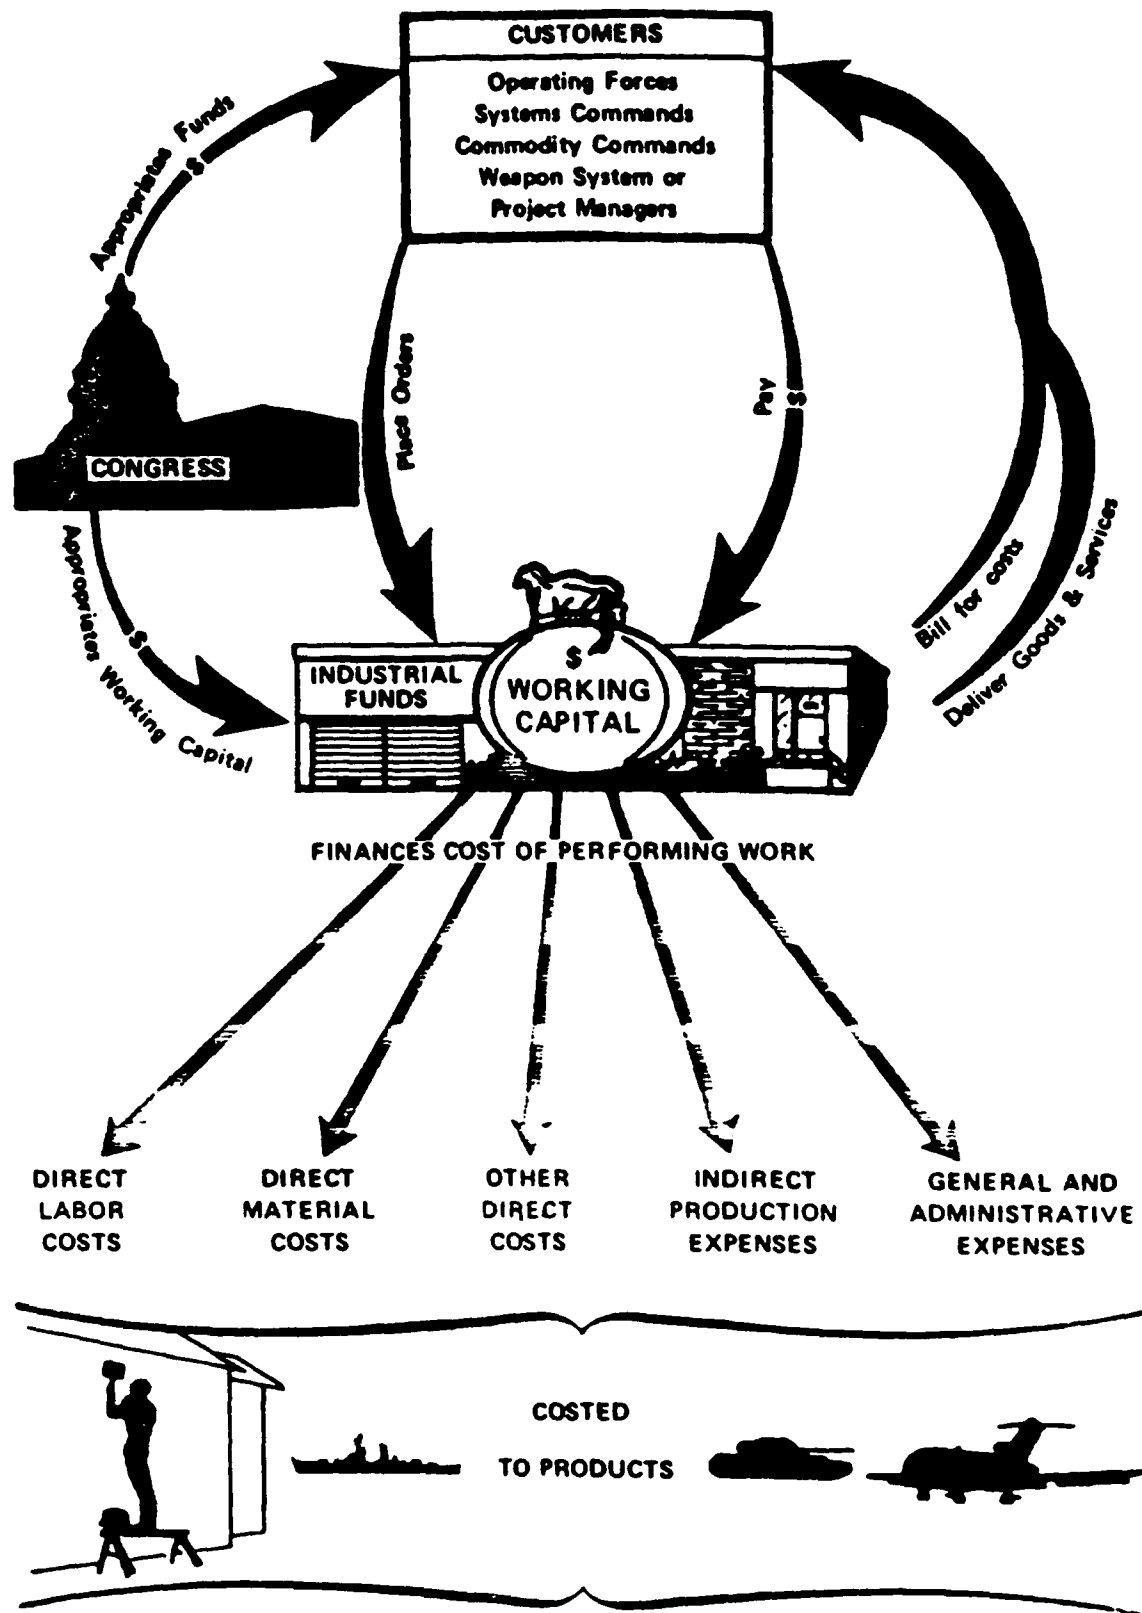 CUSTOMERS
Operating Forces
Systems Commands
Commodity Commands
Weapon System or
Project Managers
Appropriates Funds
$
Place Orders
Pay
$
CONGRESS
Appropriates Working Capital
$
Bill for costs
Deliver Goods & Services
INDUSTRIAL
FUNDS
$
WORKING
CAPITAL
FINANCES COST OF PERFORMING WORK
DIRECT
LABOR
COSTS
DIRECT
MATERIAL
COSTS
OTHER
DIRECT
COSTS
INDIRECT
PRODUCTION
EXPENSES
GENERAL AND
ADMINISTRATIVE
EXPENSES
COSTED
TO PRODUCTS